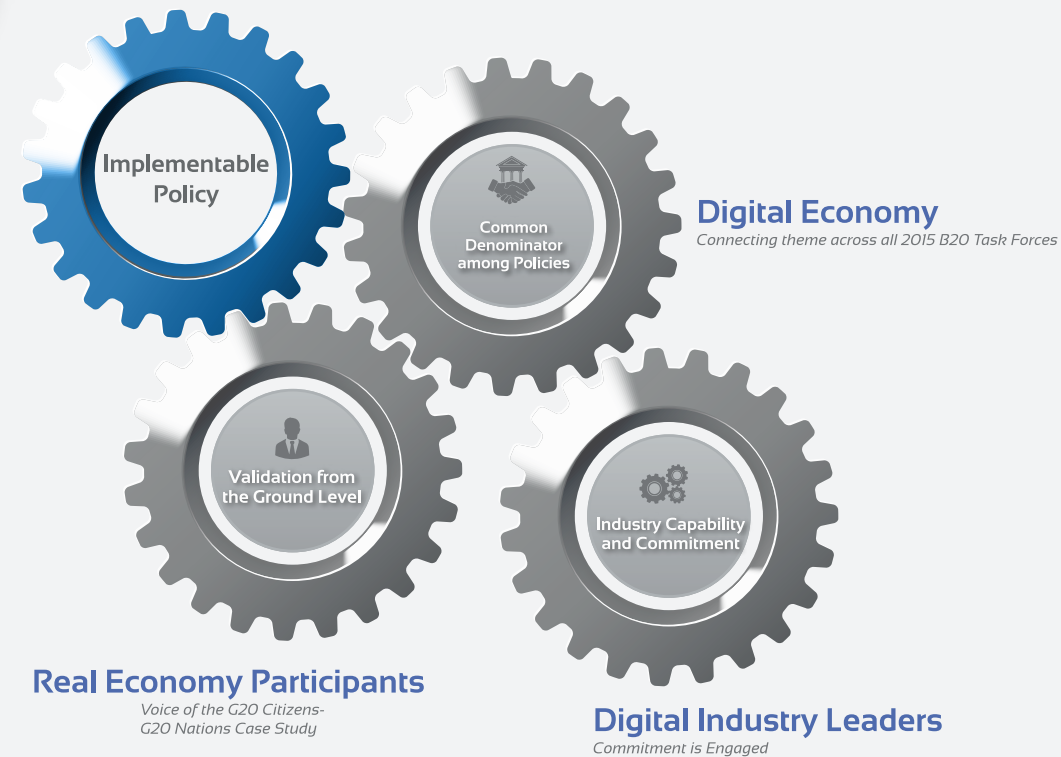 Implementable
Policy
Common
Denominator
among Policies
Digital Economy
Connecting theme across all 2015 B20 Task Forces
Validation from
the Ground Level
Industry Capability
and Commitment
Real Economy Participants
Voice of the G20 Citizens-
G20 Nations Case Study
Digital Industry Leaders
Commitment is Engaged